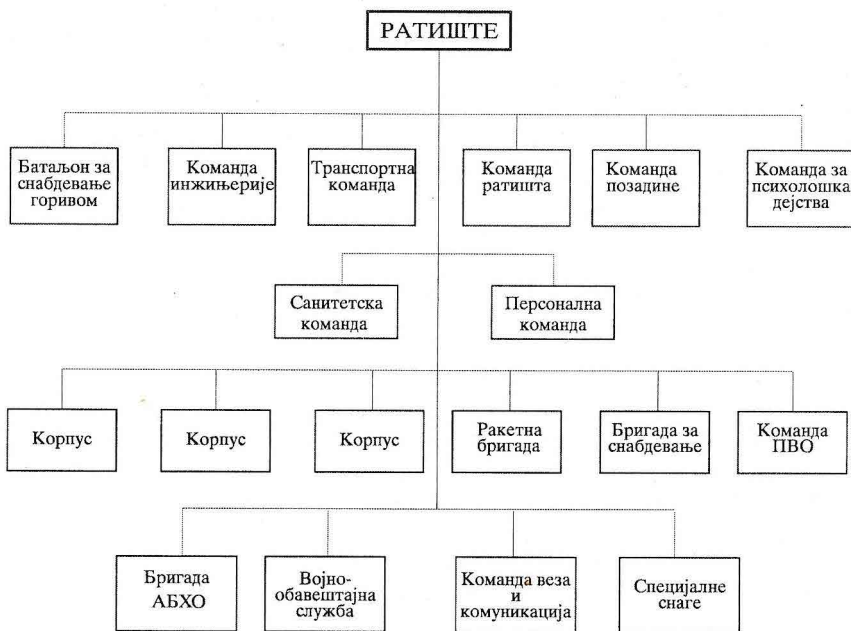 РАТИШТЕ
Батаљон за
снабдевање
горивом
Команда
инжињерије
Транспортна
команда
Команда
ратишта
Команда
позадине
Команда за
психолошка
дејства
Санитетска
команда
Персонална
команда
Корпус
Корпус
Корпус
Ракетна
бригада
Бригада за
снабдевање
Команда
ПВО
Бригада
АБХО
Војно-
обавештајна
служба
Команда веза
и
комуникација
Специјалне
снаге